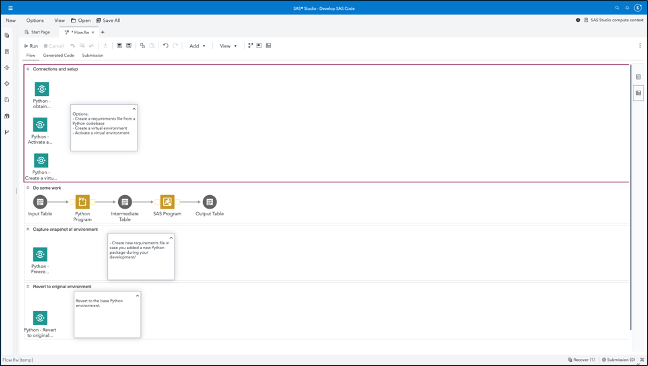 SAS® Studio - Develop SAS Code
New Options View Open Save All
SAS Studio compute context
Start Page * Flow.flw × +
Run Cancel Add View
Flow Generated Code Submission
Connections and setup
Python -
obtain...
Options:
- Create a requirements file from a
Python codebase
- Create a virtual environment
- Activate a virtual environment
Python -
Activate a...
Python -
Create a virtu...
Do some work
Input Table
Python
Program
Intermediate
Table
SAS Program
Output Table
Capture snapshot of environment
- Create new requirements file in
case you added a new Python
package during your
development/
Python -
Freeze...
Revert to original environment
Revert to the base Python
environment.
Python - Revert
to original...
Flow.flw (temp)
Recover (1) Submission (0)